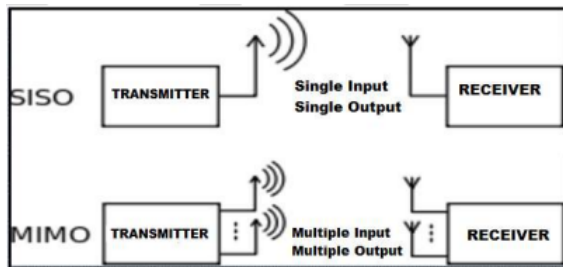 SISO
TRANSMITTER
Single Input
Single Output
RECEIVER
MIMO
TRANSMITTER
Multiple Input
Multiple Output
RECEIVER